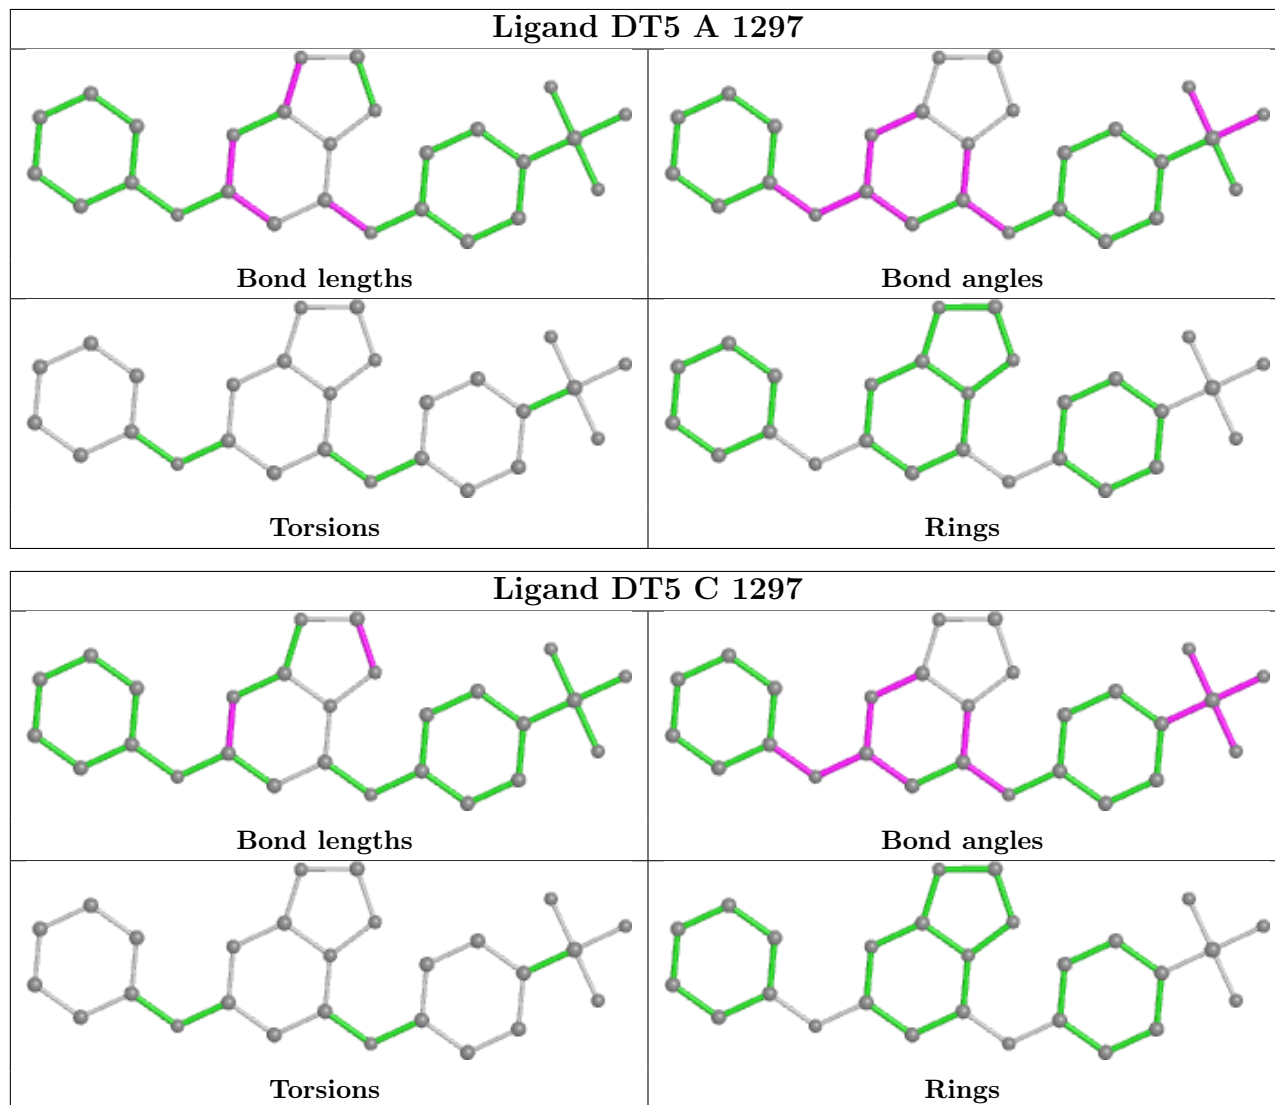 Ligand DT5 A 1297
Bond lengths
Bond angles
Torsions
Rings
Ligand DT5 C 1297
Bond lengths
Bond angles
Torsions
Rings